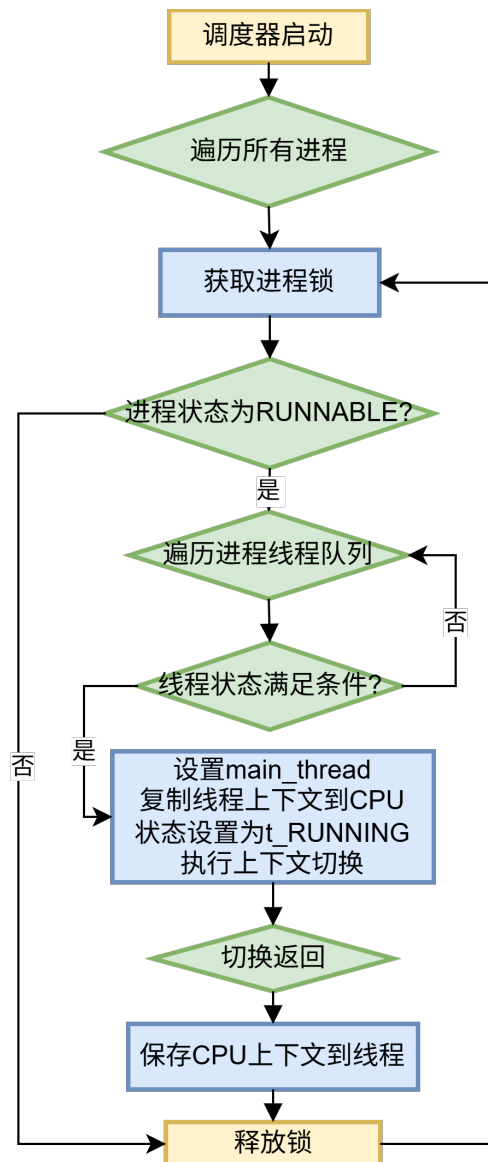 调度器启动
遍历所有进程
获取进程锁
进程状态为RUNNABLE?
是
遍历进程线程队列
否
线程状态满足条件?
是
否
设置main_thread
复制线程上下文到CPU
状态设置为t_RUNNING
执行上下文切换
切换返回
保存CPU上下文到线程
释放锁